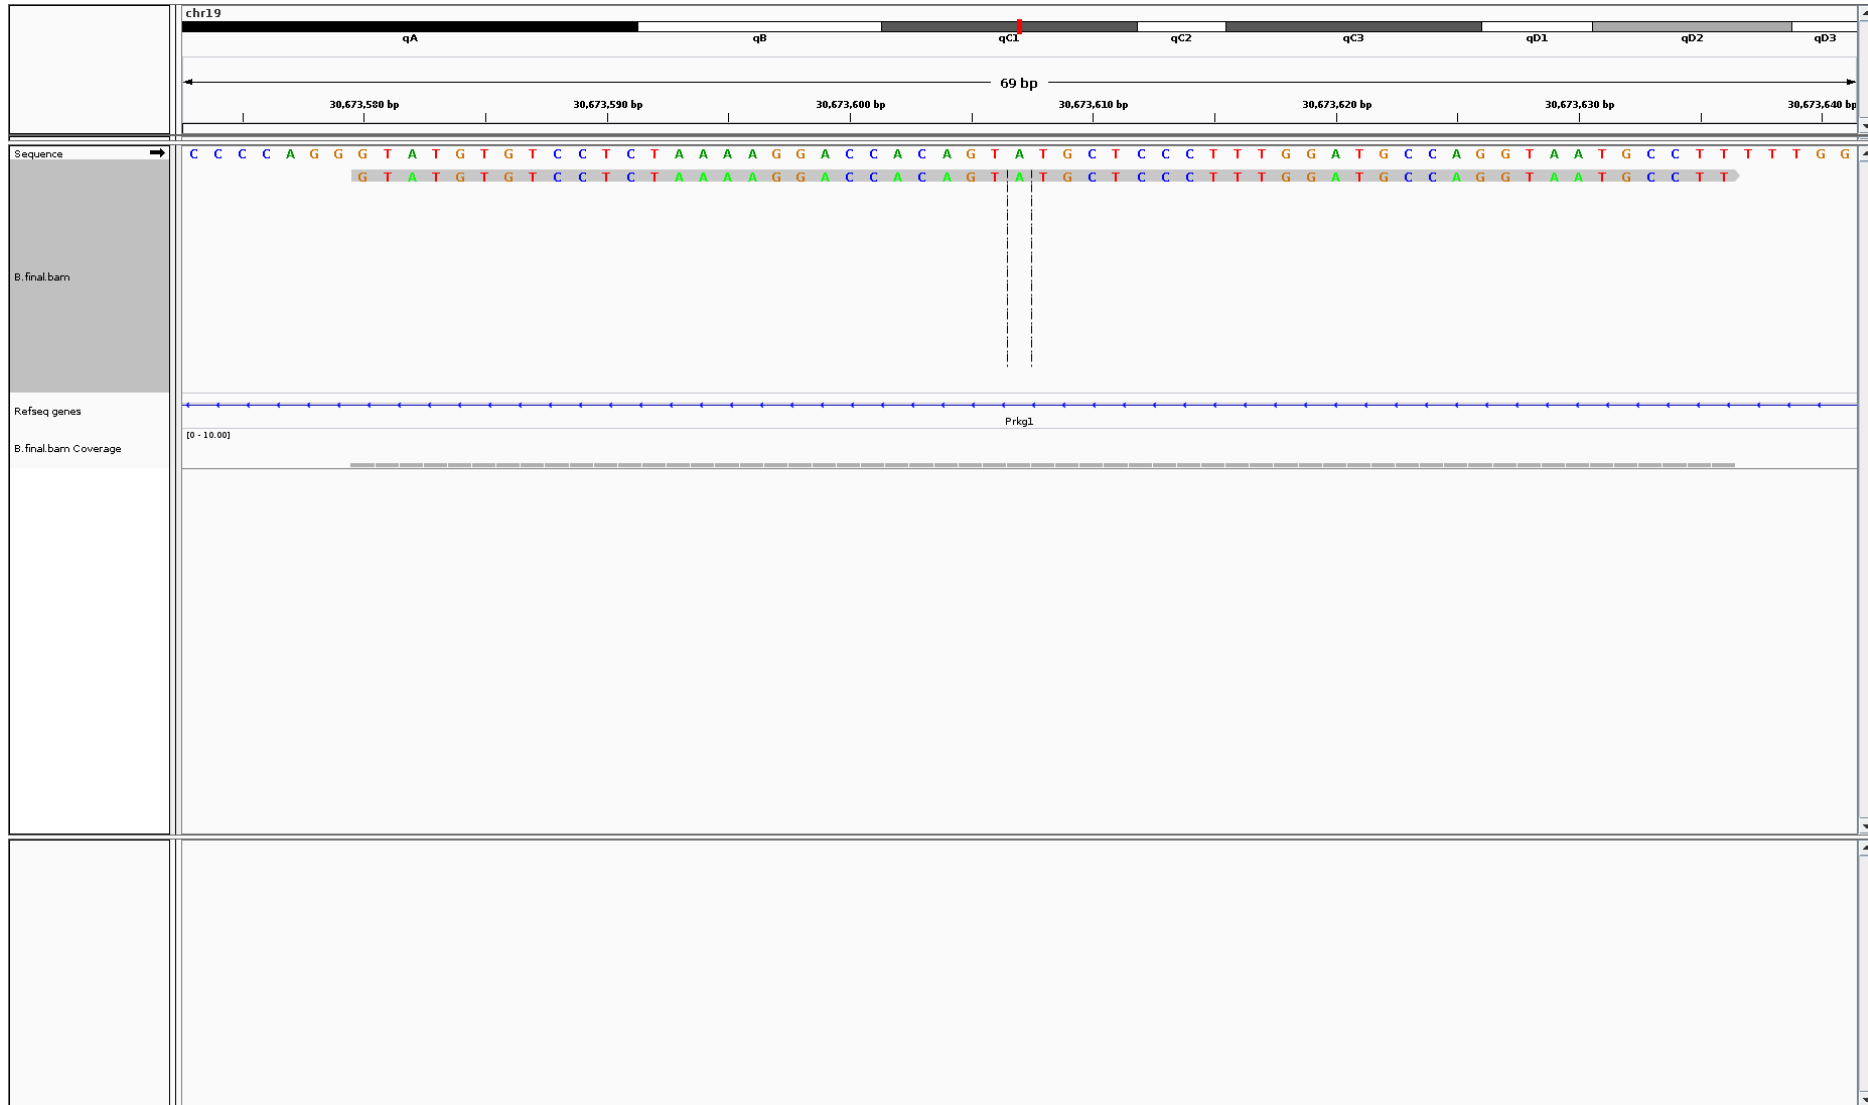 chr19
qA qB qC1 qC2 qC3 qD1 qD2 qD3
69 bp
30,673,580 bp 30,673,590 bp 30,673,600 bp 30,673,610 bp 30,673,620 bp 30,673,630 bp 30,673,640 bp
Sequence C C C C A G G G T A T G T G T C C T C T A A A A G G A C C A C A G T A T G C T C C C T T T G G A T G C C A G G T A A T G C C T T T T G G
G T A T G T G T C C T C T A A A A G G A C C A C A G T A T G C T C C C T T T G G A T G C C A G G T A A T G C C T T
B.final.bam
Refseq genes
Prkg1
[0 - 10.00]
B.final.bam Coverage